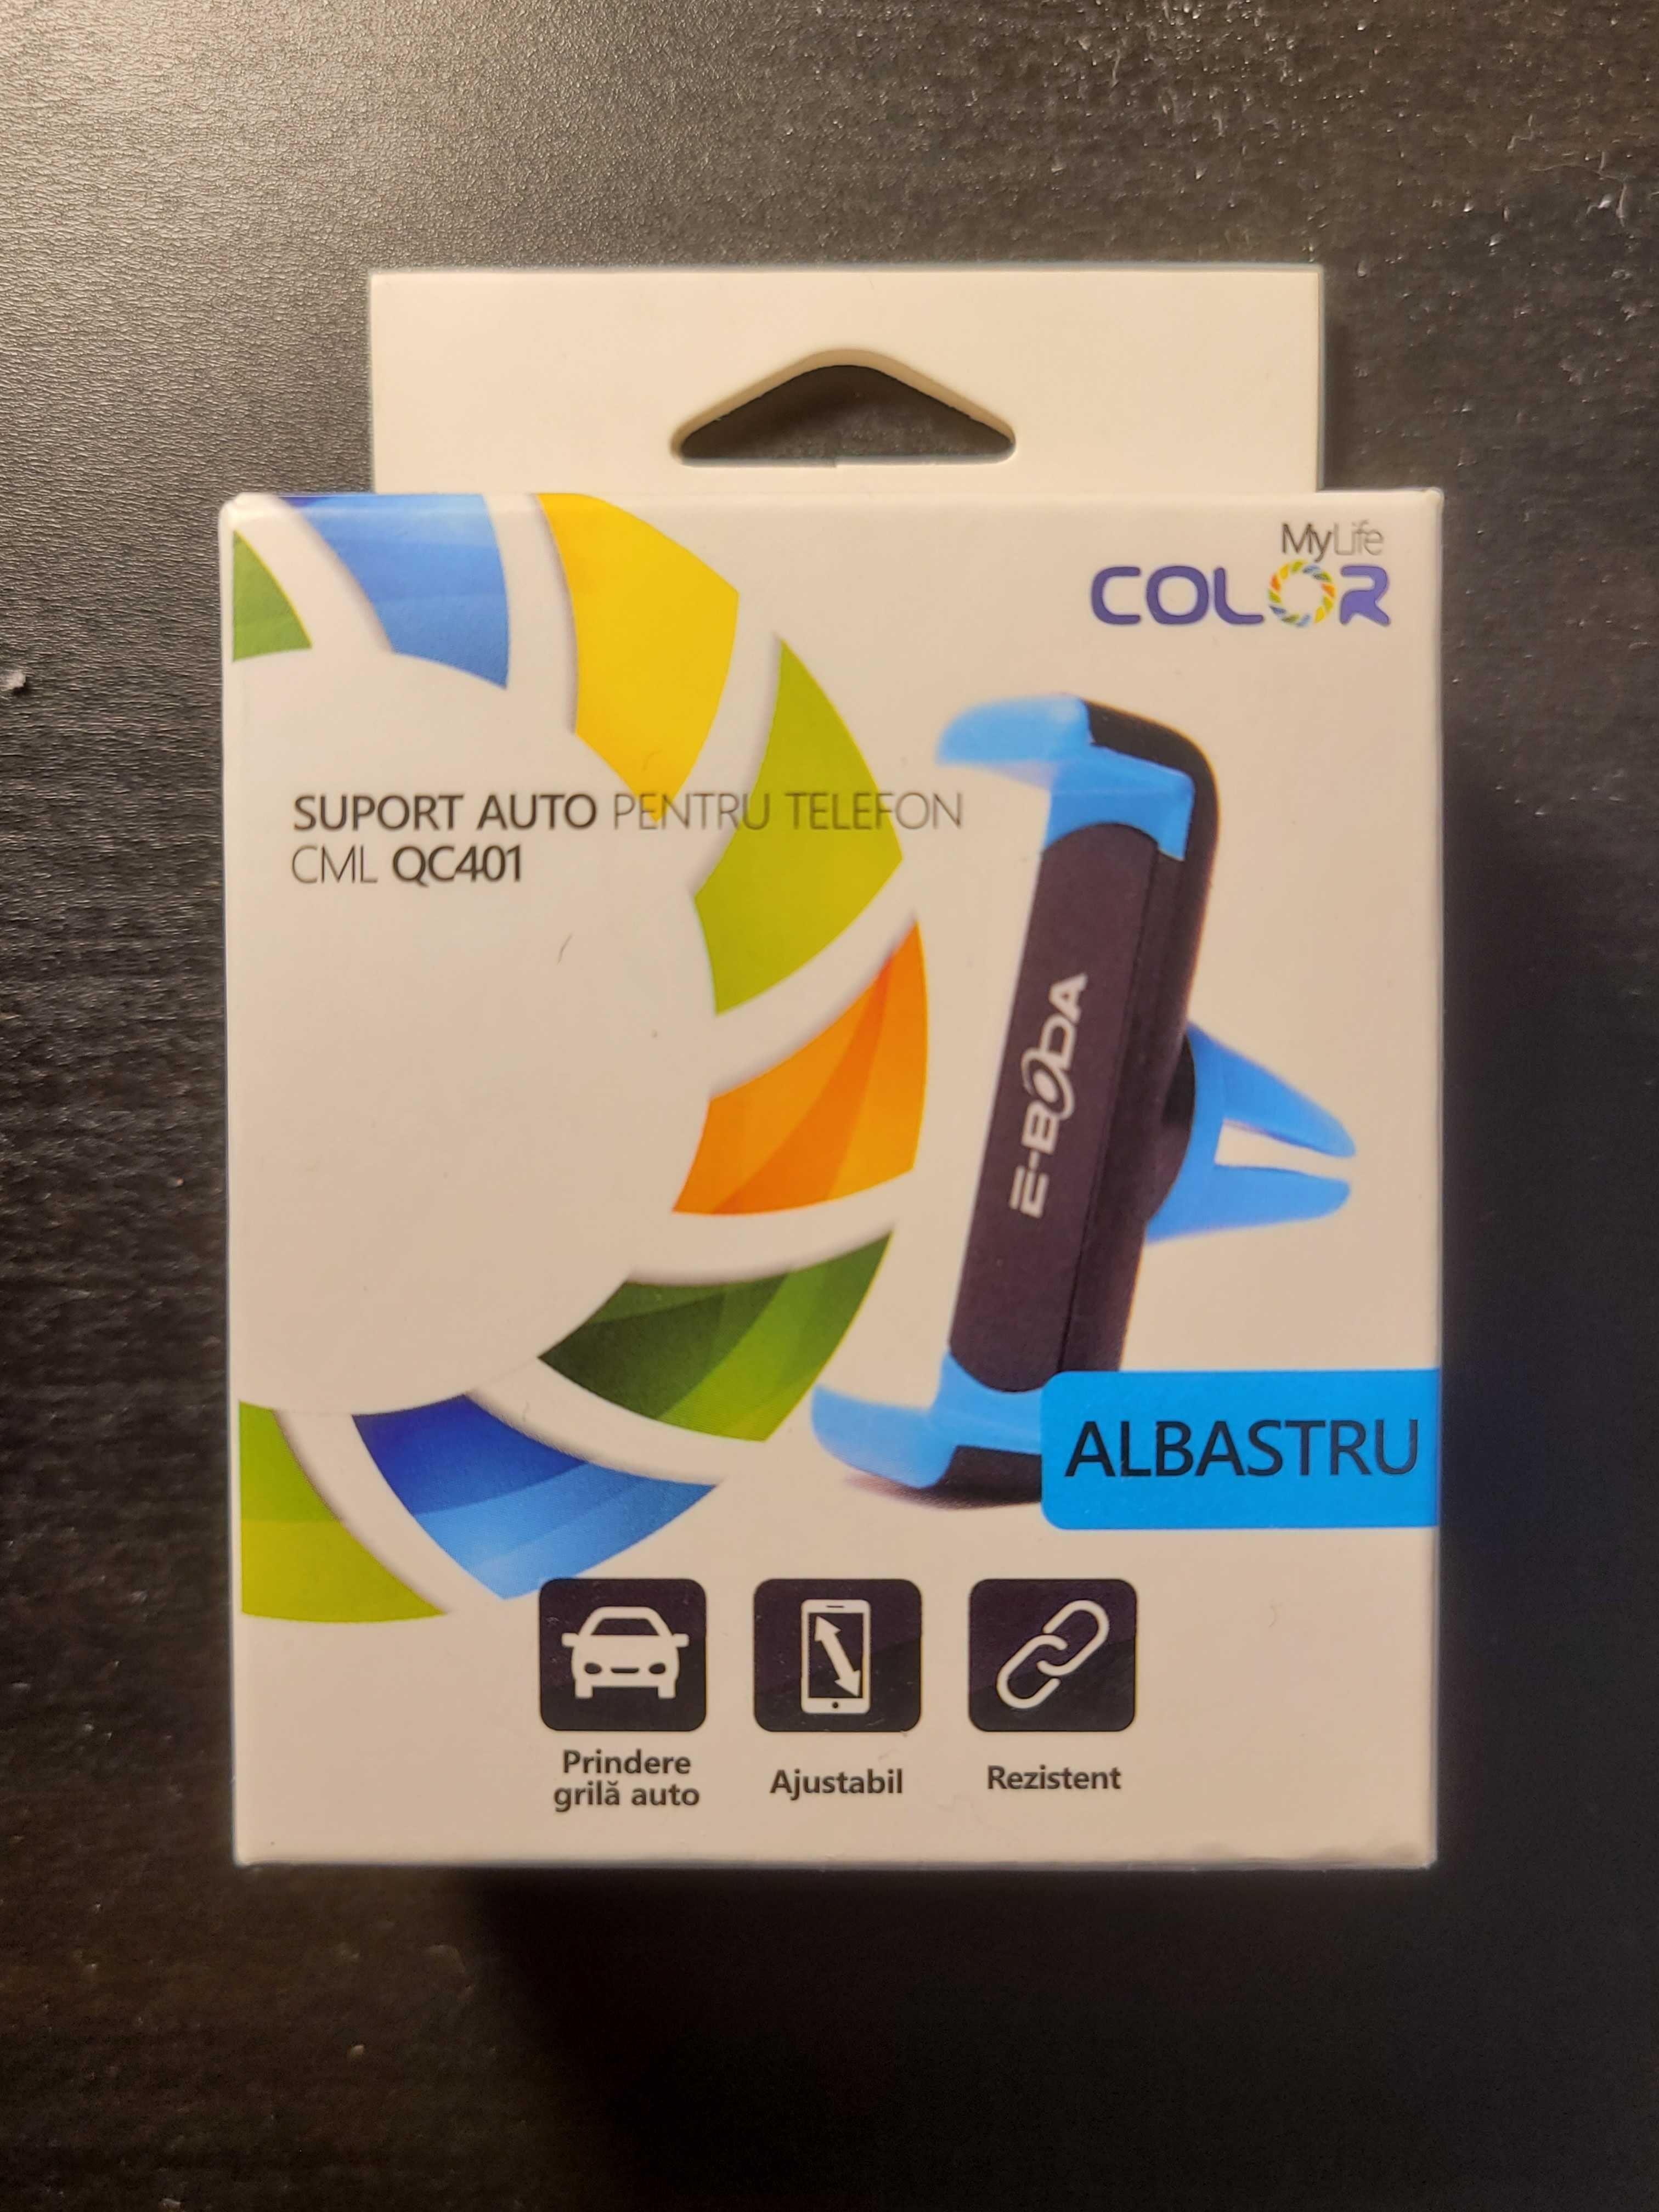 MyLife
COLOR
SUPORT AUTO PENTRU TELEFON
CML QC401
E-BODA
ALBASTRU
Prindere
grilă auto
Ajustabil
Rezistent